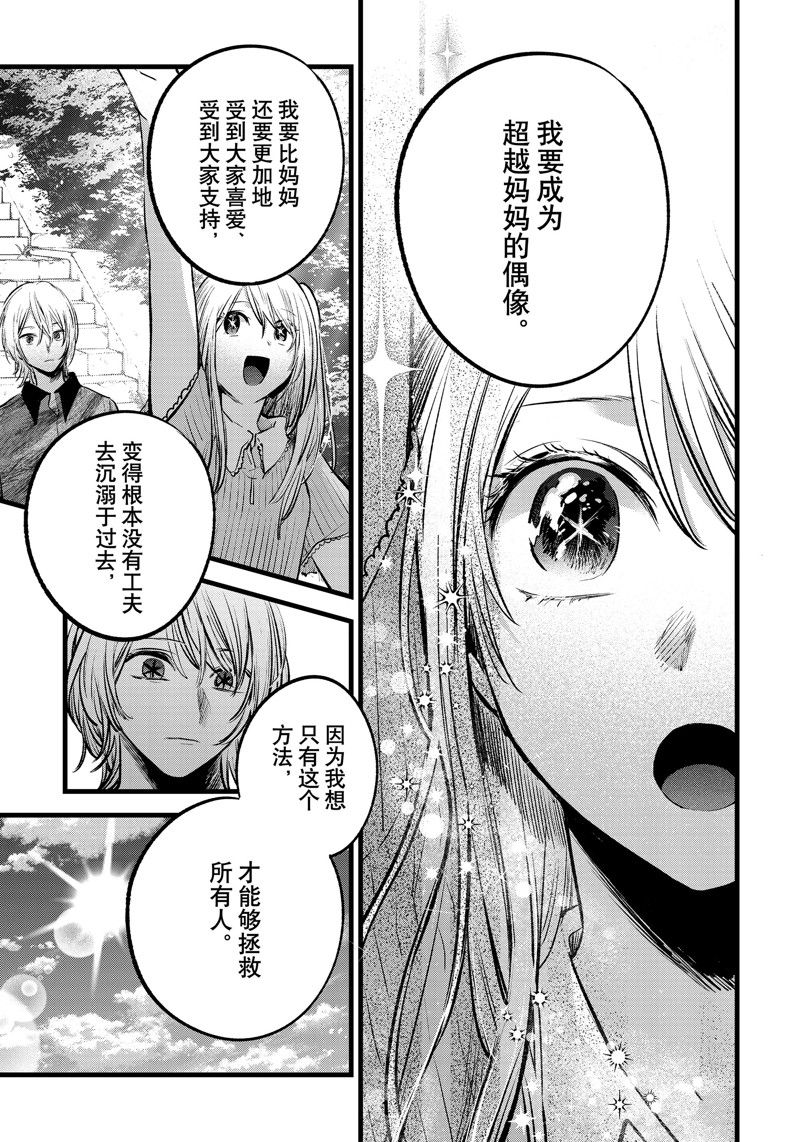 我要成为
超越妈妈的偶像。
我要比妈妈
还要更加地
受到大家喜爱、
受到大家支持，
变得根本没有工夫
去沉溺于过去，
因为我想
只有这个
方法，
才能够拯救
所有人。